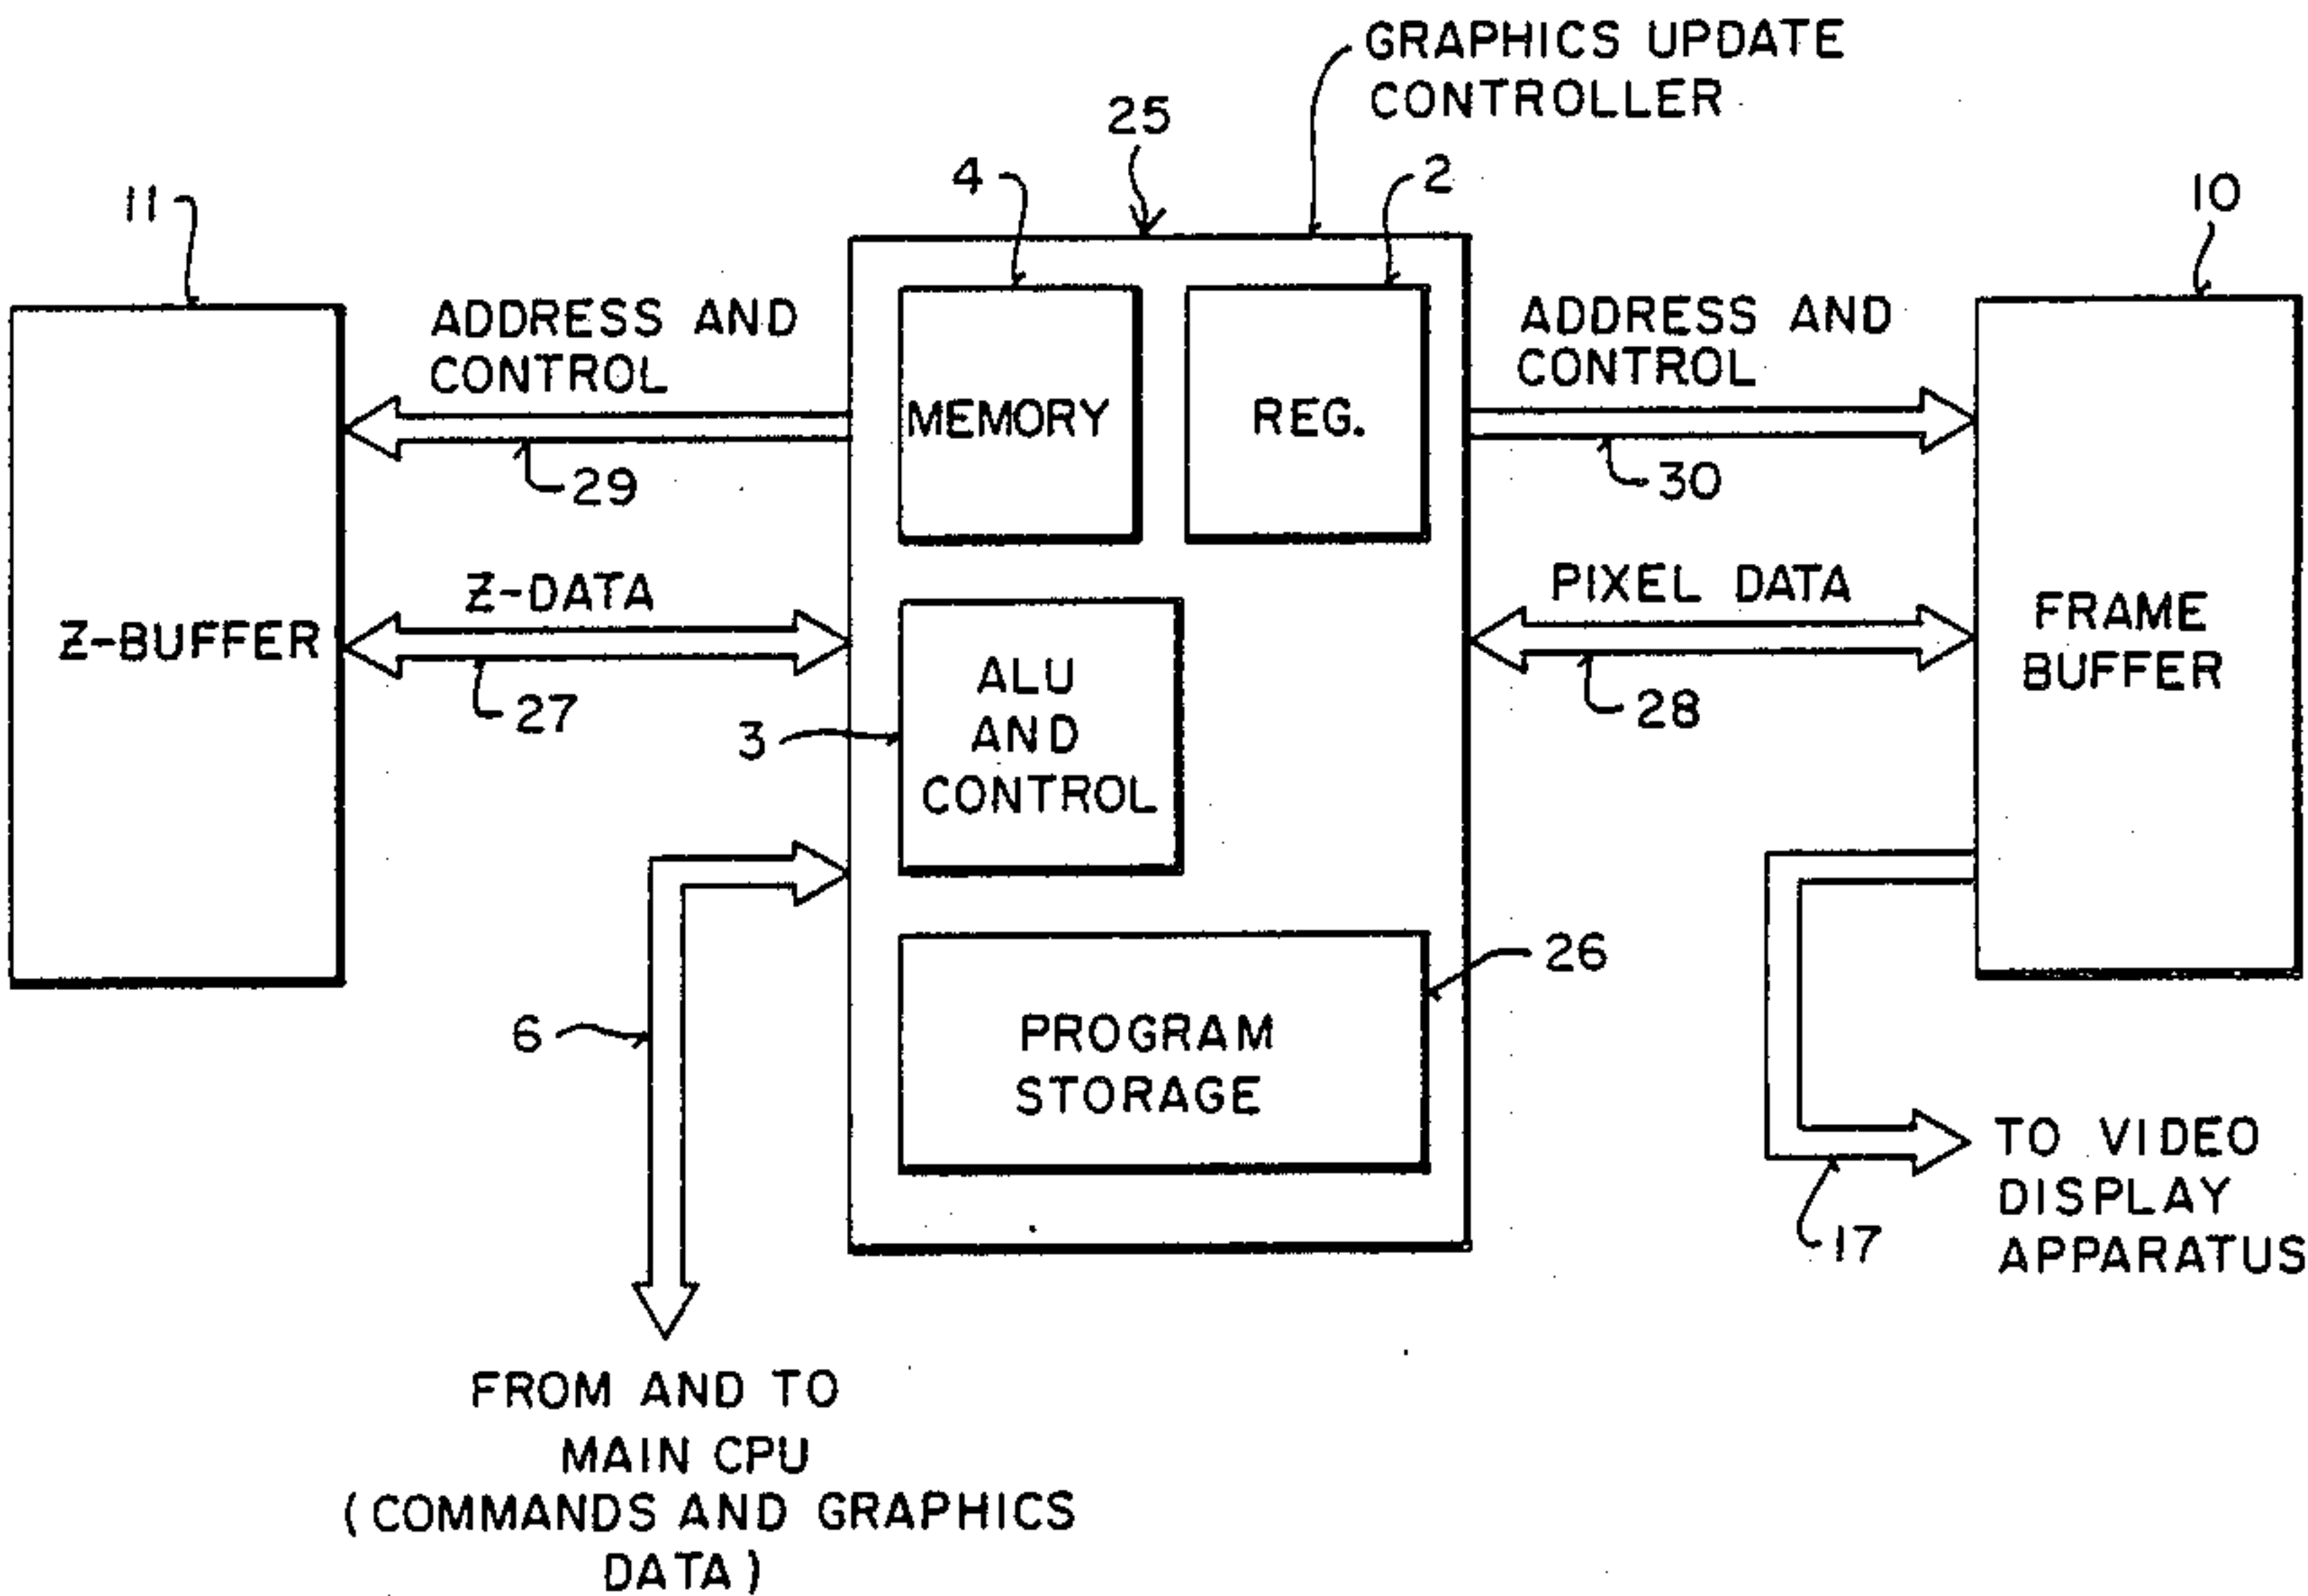 GRAPHICS UPDATE
CONTROLLER
25
4
2
11
10
ADDRESS AND
CONTROL
29
MEMORY
REG.
ADDRESS AND
CONTROL
30
Z-DATA
27
Z-BUFFER
ALU
AND
CONTROL
3
PIXEL DATA
28
FRAME
BUFFER
26
6
PROGRAM
STORAGE
17
TO VIDEO
DISPLAY
APPARATUS
FROM AND TO
MAIN CPU
(COMMANDS AND GRAPHICS
DATA)